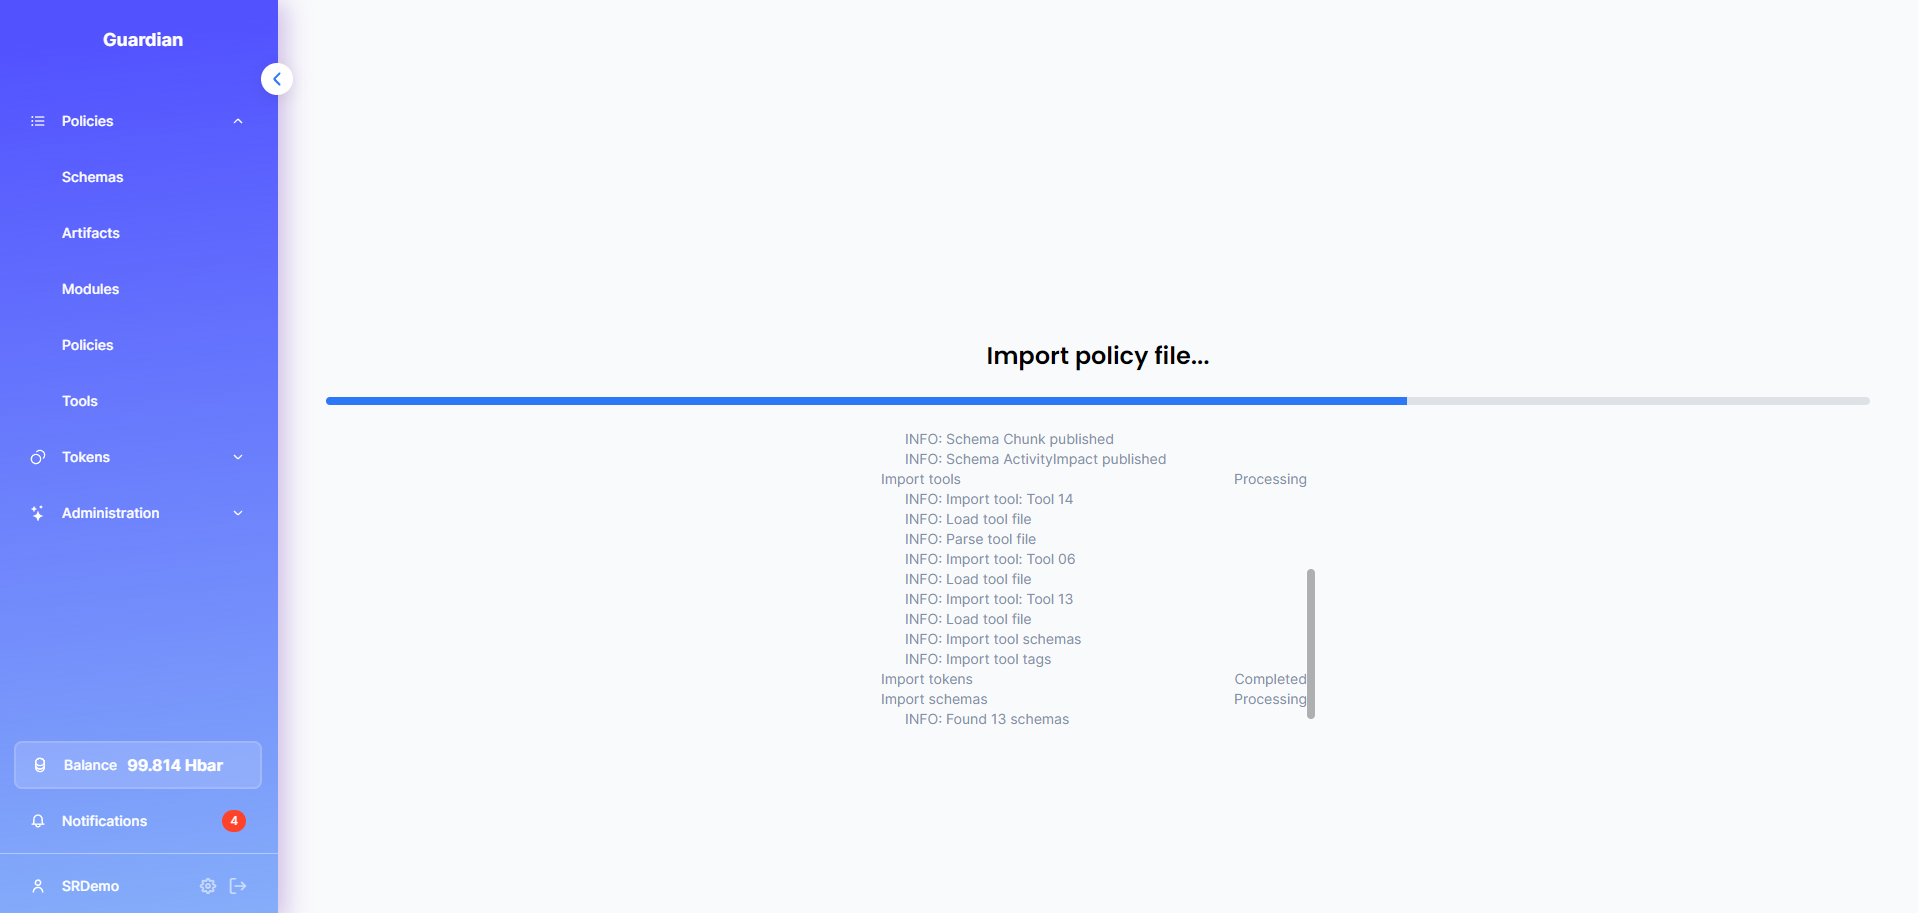 Guardian
Policies
Schemas
Artifacts
Modules
Policies
Tools
Tokens
Administration
Balance 99.814 Hbar
Notifications 4
SRDemo
Import policy file...
INFO: Schema Chunk published
INFO: Schema ActivityImpact published
Import tools Processing
INFO: Import tool: Tool 14
INFO: Load tool file
INFO: Parse tool file
INFO: Import tool: Tool 06
INFO: Load tool file
INFO: Import tool: Tool 13
INFO: Load tool file
INFO: Import tool schemas
INFO: Import tool tags
Import tokens Completed
Import schemas Processing
INFO: Found 13 schemas